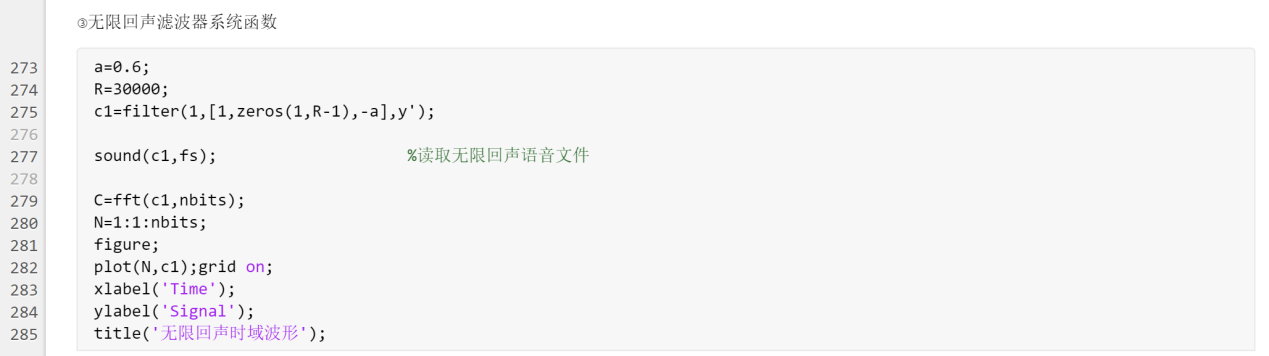 ③无限回声滤波器系统函数
273 a=0.6;
274 R=30000;
275 c1=filter(1,[1,zeros(1,R-1),-a],y');
276
277 sound(c1,fs); %读取无限回声语音文件
278
279 C=fft(c1,nbits);
280 N=1:1:nbits;
281 figure;
282 plot(N,c1);grid on;
283 xlabel('Time');
284 ylabel('Signal');
285 title('无限回声时域波形');